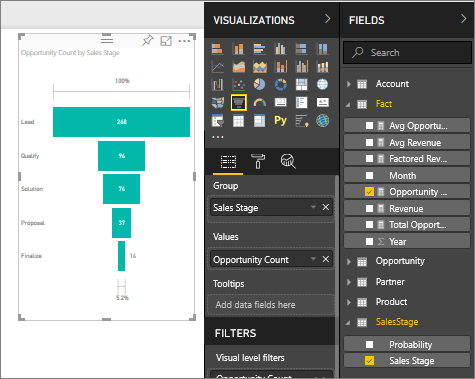 Opportunity Count by Sales Stage
100%
Lead 268
Qualify 94
Solution 74
Proposal 37
Finalize 14
5.2%
VISUALIZATIONS
Py
Group
Sales Stage
Values
Opportunity Count
Tooltips
Add data fields here
FILTERS
Visual level filters
Opportunity Count
FIELDS
Search
Account
Fact
Avg Opportu...
Avg Revenue
Factored Rev...
Month
Opportunity ...
Revenue
Total Opport...
Σ Year
Opportunity
Partner
Product
SalesStage
Probability
Sales Stage